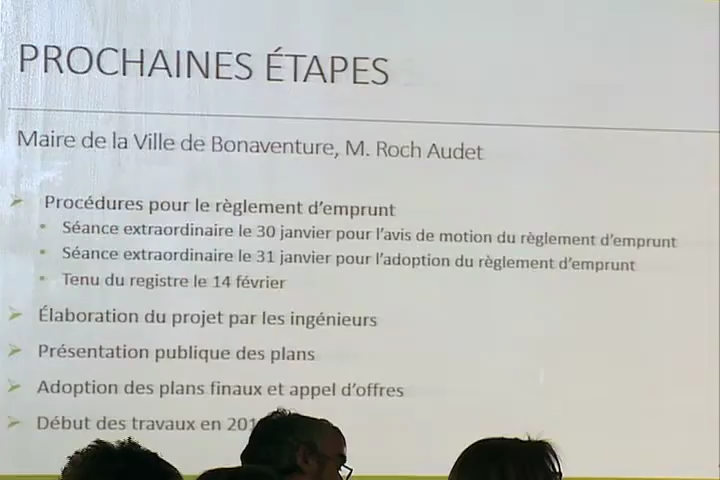 PROCHAINES ÉTAPES
Maire de la Ville de Bonaventure, M. Roch Audet
Procédures pour le règlement d'emprunt
Séance extraordinaire le 30 janvier pour l'avis de motion du règlement d'emprunt
Séance extraordinaire le 31 janvier pour l'adoption du règlement d'emprunt
Tenu du registre le 14 février
Élaboration du projet par les ingénieurs
Présentation publique des plans
Adoption des plans finaux et appel d'offres
Début des travaux en